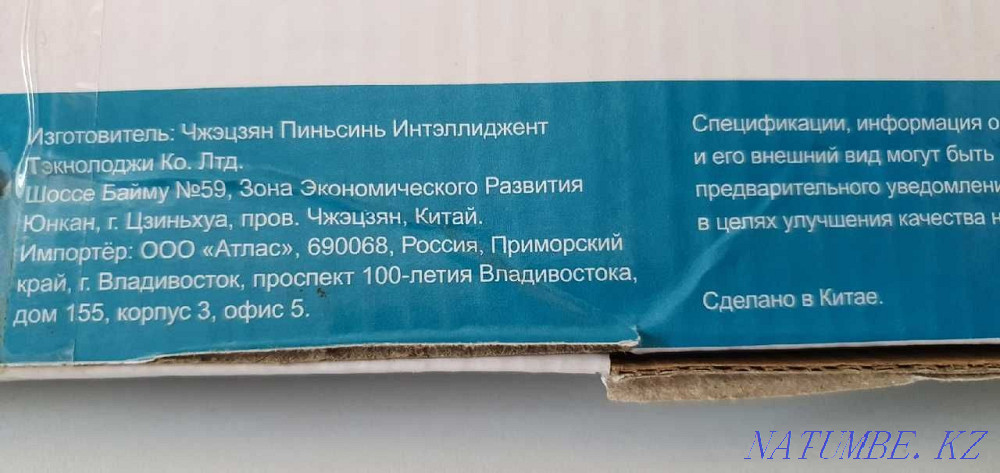 Изготовитель: Чжэцзян Пиньсинь Интэллиджент
Тэкнолоджи Ко. Лтд.
Шоссе Байму №59, Зона Экономического Развития
Юнкан, г. Цзиньхуа, пров. Чжэцзян, Китай.
Импортёр: ООО «Атлас», 690068, Россия, Приморский
край, г. Владивосток, проспект 100-летия Владивостока,
дом 155, корпус 3, офис 5.
Спецификации, информация о
и его внешний вид могут быть
предварительного уведомлени
в целях улучшения качества н
Сделано в Китае.
NATUMBE. KZ